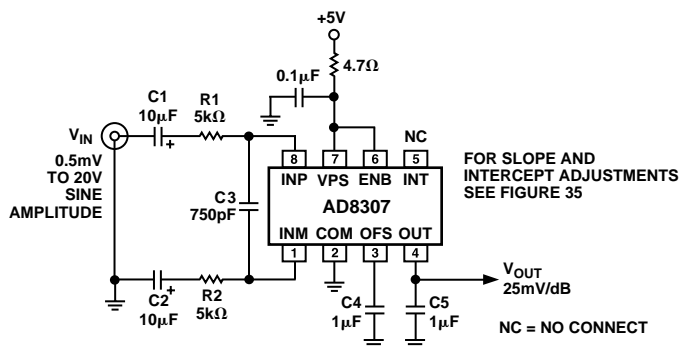 +5V
4.7Ω
0.1μF
C1
10μF
R1
5kΩ
VIN
0.5mV
TO 20V
SINE
AMPLITUDE
C3
750pF
NC
8 7 6 5
INP VPS ENB INT
AD8307
INM COM OFS OUT
1 2 3 4
FOR SLOPE AND
INTERCEPT ADJUSTMENTS
SEE FIGURE 35
VOUT
25mV/dB
C2
10μF
R2
5kΩ
C4
1μF
C5
1μF
NC = NO CONNECT